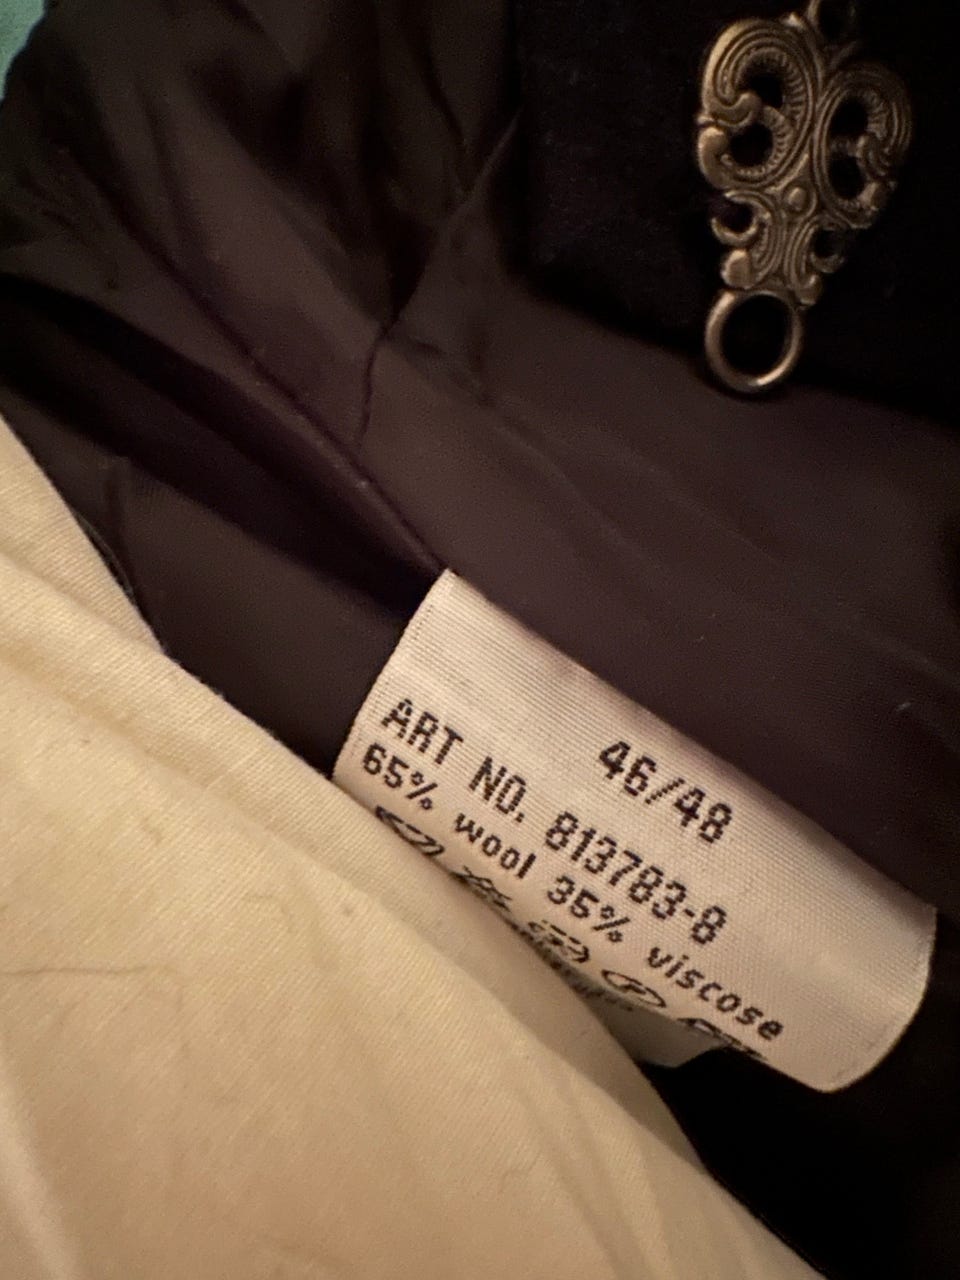 46/48
ART NO. 813783-8
65% wool 35% viscose
P